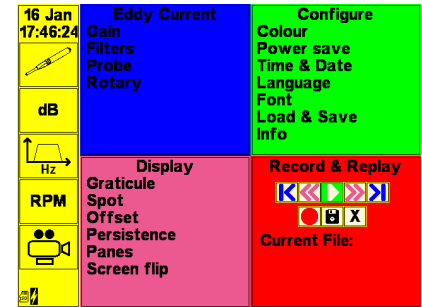 16 Jan
17:46:24
dB
Hz
RPM
Eddy Current
Gain
Filters
Probe
Rotary
Configure
Colour
Power save
Time & Date
Language
Font
Load & Save
Info
Display
Graticule
Spot
Offset
Persistence
Panes
Screen flip
Record & Replay
X
Current File: